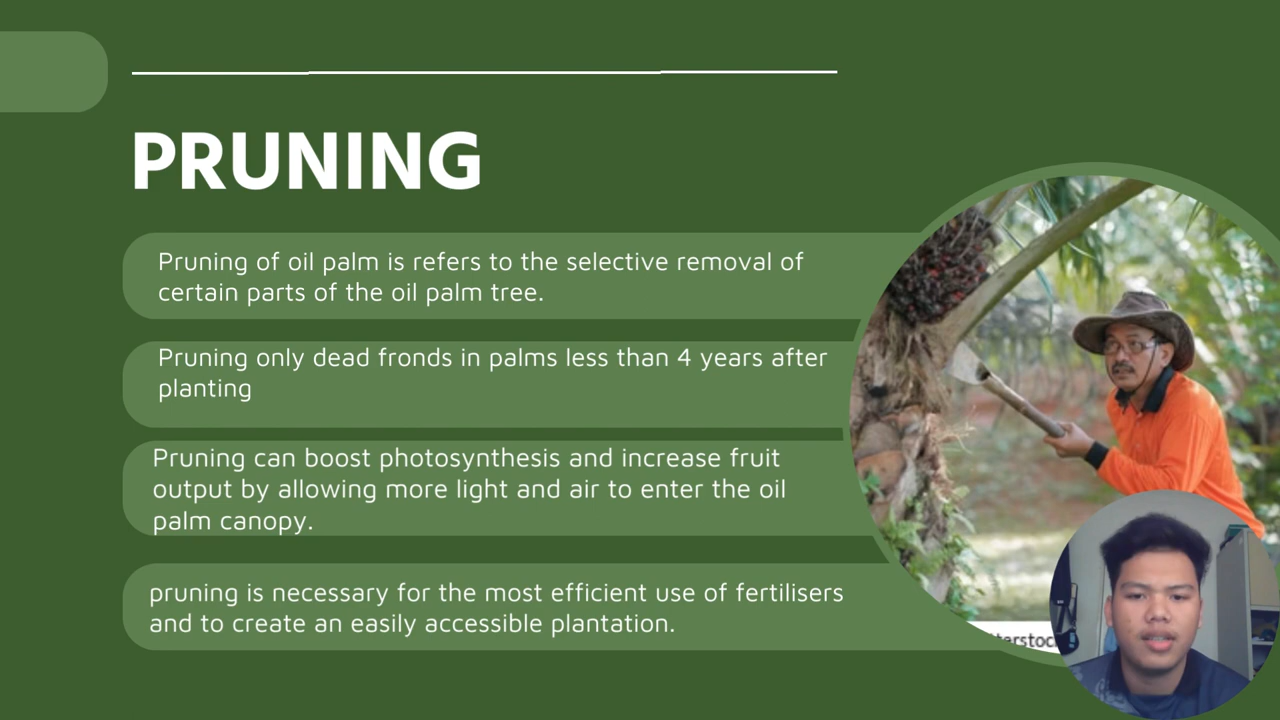 PRUNING
Pruning of oil palm is refers to the selective removal of
certain parts of the oil palm tree.
Pruning only dead fronds in palms less than 4 years after
planting
Pruning can boost photosynthesis and increase fruit
output by allowing more light and air to enter the oil
palm canopy.
pruning is necessary for the most efficient use of fertilisers
and to create an easily accessible plantation.